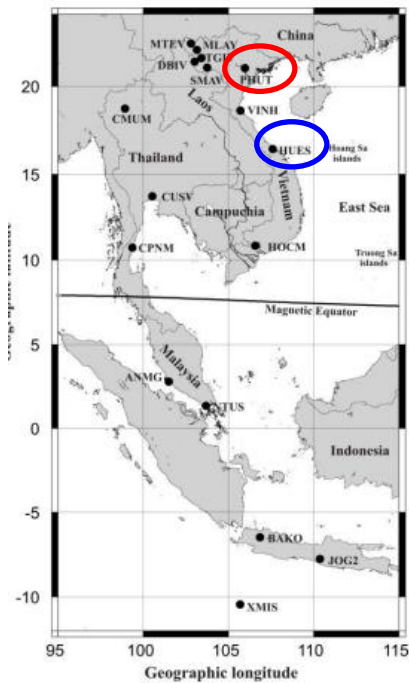 China
MTEV
MLAY
DBIV
TGI
SMAV
PHUT
20
Laos
CMUM
VINH
HUES
Hoang Sa
islands
15
Thailand
Vietnam
CUSV
East Sea
Campuchia
CPNM
HOCM
Truong Sa
islands
10
Magnetic Equator
5
Malaysia
ANMG
NTUS
0
Indonesia
-5
BAKO
JOG2
-10
XMIS
95 100 105 110 115
Geographic longitude